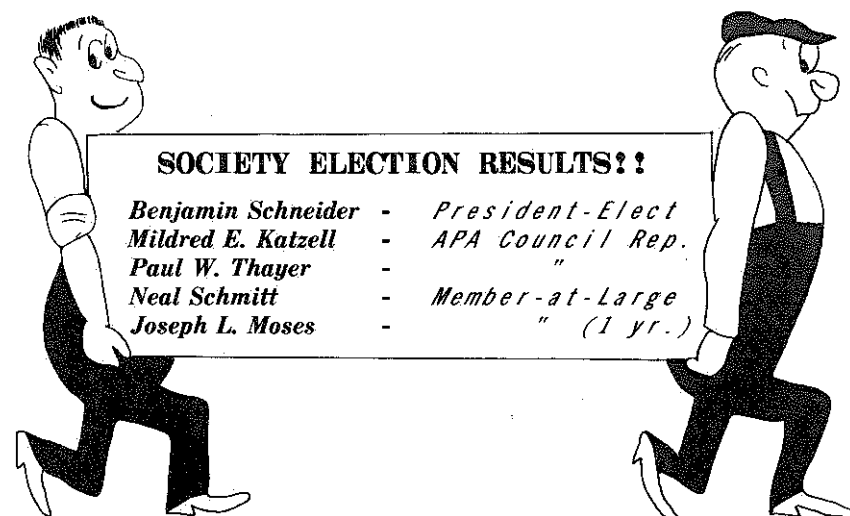 SOCIETY ELECTION RESULTS!!
Benjamin Schneider - President-Elect
Mildred E. Katzell - APA Council Rep.
Paul W. Thayer - "
Neal Schmitt - Member-at-Large
Joseph L. Moses - " (1 yr.)